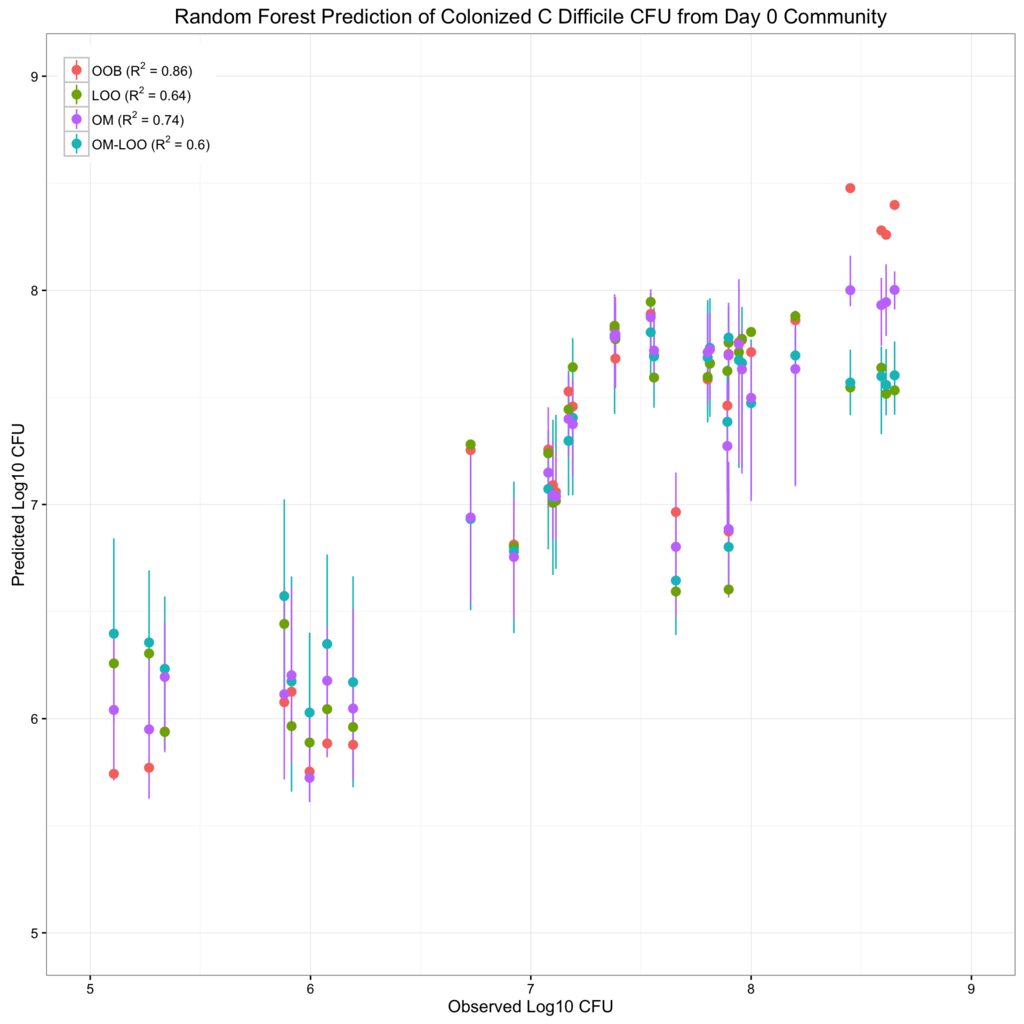 Random Forest Prediction of Colonized C Difficile CFU from Day 0 Community
OOB (R² = 0.86)
LOO (R² = 0.64)
OM (R² = 0.74)
OM-LOO (R² = 0.6)
9
8
7
6
5
Predicted Log10 CFU
5 6 7 8 9
Observed Log10 CFU